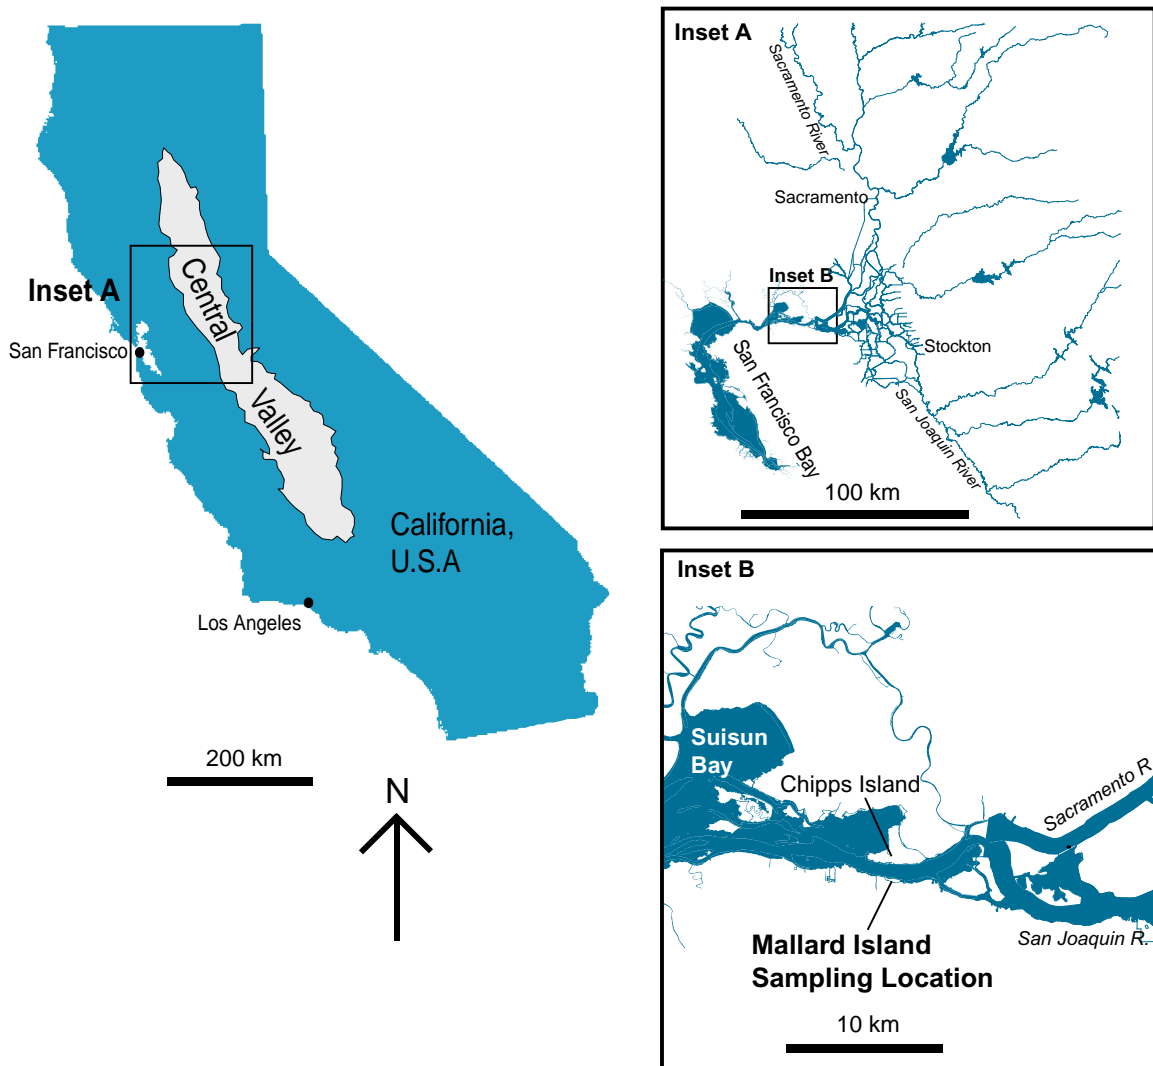 Inset A
San Francisco
Central
Valley
California,
U.S.A
Los Angeles
200 km
N
Inset A
Sacramento River
Sacramento
Inset B
Stockton
San Francisco Bay
San Joaquin River
100 km
Inset B
Suisun
Bay
Chipps Island
Sacramento R
San Joaquin R.
Mallard Island
Sampling Location
10 km